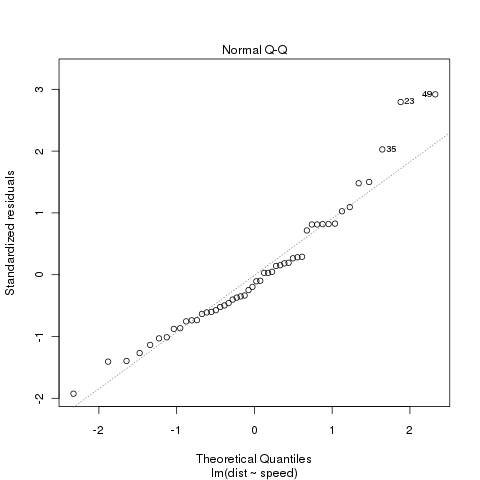 Normal Q-Q
3
49
23
2
35
1
0
-1
-2
Standardized residuals
-2 -1 0 1 2
Theoretical Quantiles
lm(dist ~ speed)